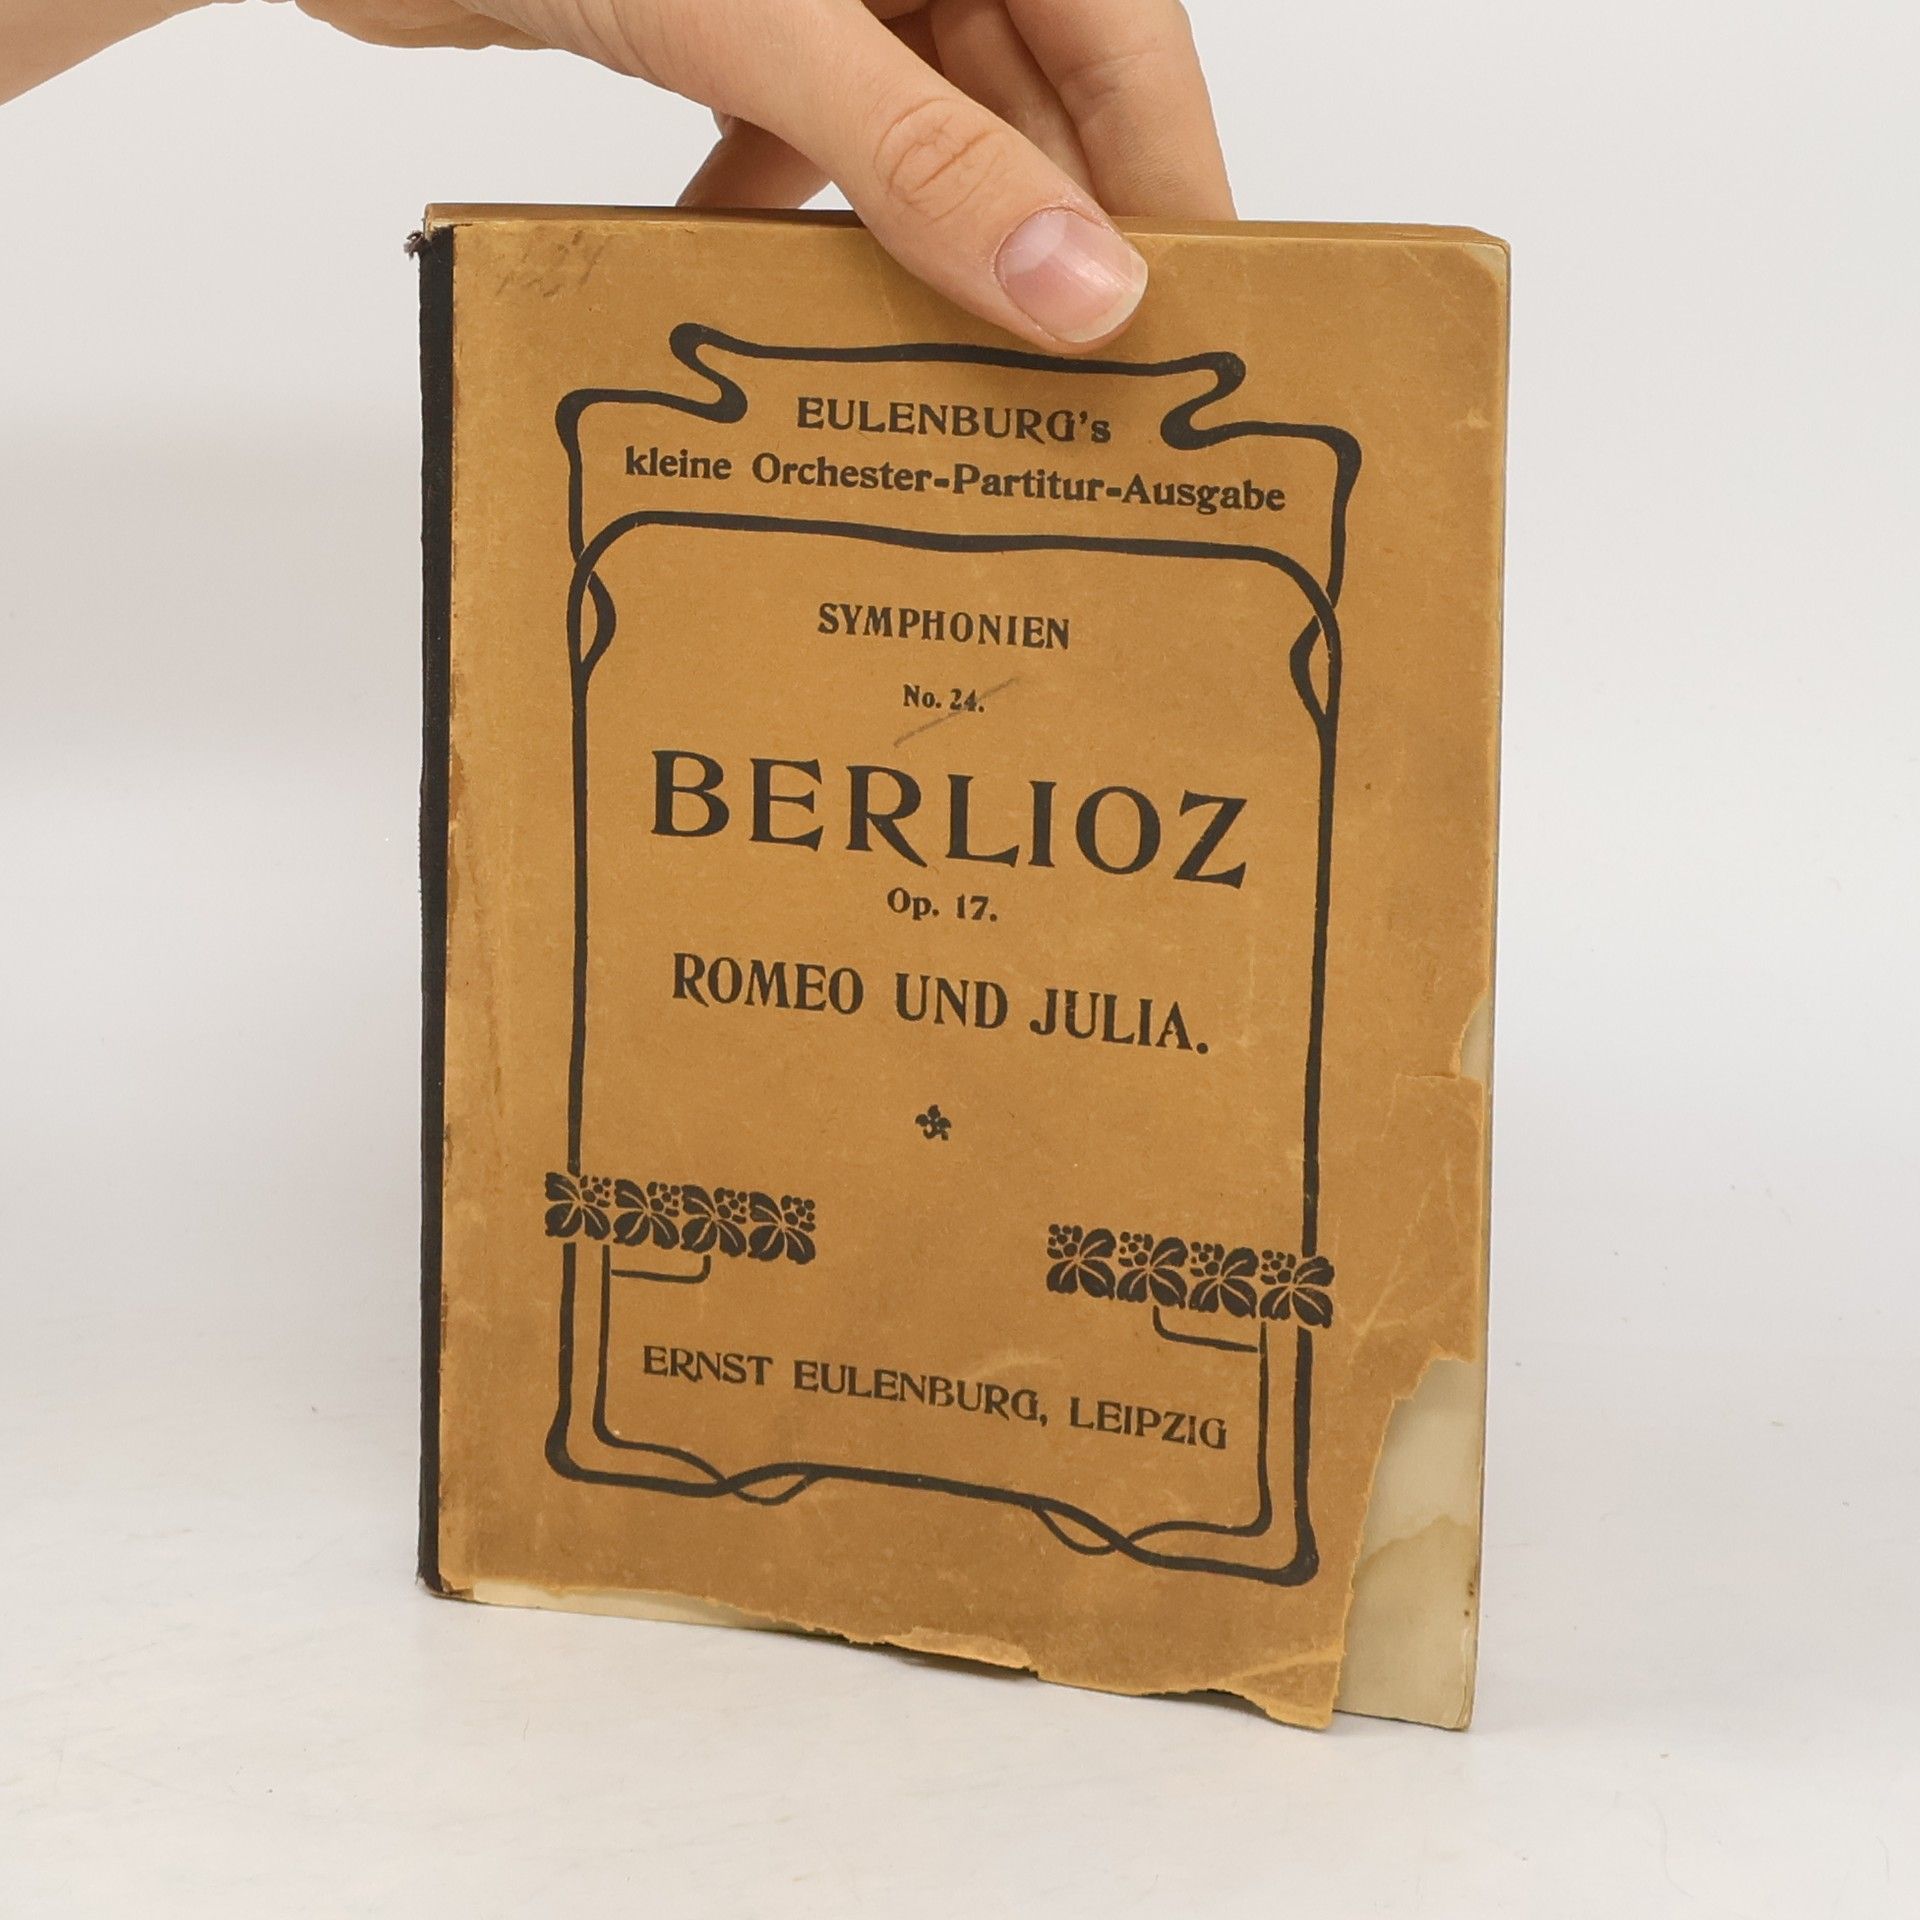 EULENBURG's
kleine Orchester-Partitur-Ausgabe
SYMPHONIEN
No. 24.
BERLIOZ
Op. 17.
ROMEO UND JULIA.
ERNST EULENBURG, LEIPZIG